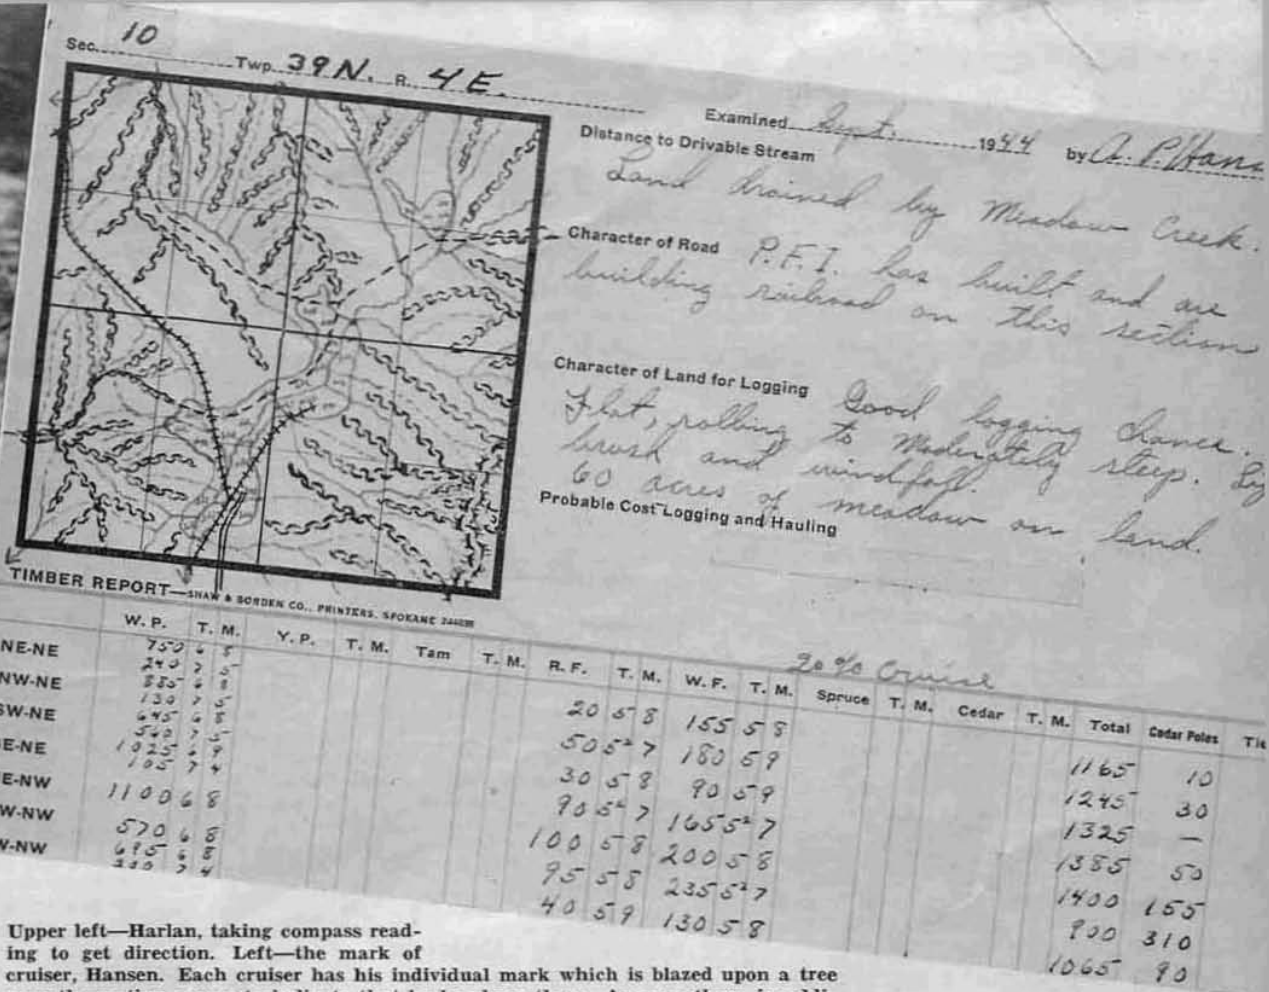 Sec. 10 Twp. 39N. R. 4E.
Examined Sept. 1944 by A. P. Hans
Distance to Drivable Stream
Land drained by Meadow Creek.
Character of Road P.F.I. has built and are
building railroad on this section
Character of Land for Logging Good logging chance.
Flat, rolling to Moderately steep. Lig
brush and windfall.
60 acres of meadow on land.
Probable Cost Logging and Hauling
TIMBER REPORT—SHAW & BORDEN CO., PRINTERS, SPOKANE
20% Cruise
W. P. T. M. Y. P. T. M. Tam T. M. R. F. T. M. W. F. T. M. Spruce T. M. Cedar T. M. Total Cedar Poles Tie
NE-NE 750 6 8 20 5 8 155 5 8 1165 10
240 7 5
NW-NE 885 6 8 50 5² 7 180 5 9 1245 30
130 7 5
SW-NE 645 6 8 30 5 8 90 5 9 1325 —
560 7 5
E-NE 1025 6 9 90 5² 7 165 5² 7 1385 50
105 7 4
E-NW 1100 6 8 100 5 8 200 5 8 1400 155
W-NW 570 6 8 95 5 8 235 5² 7 900 310
V-NW 695 6 8 40 5 9 130 5 8 1065 90
200 7 4
Upper left—Harlan, taking compass read-
ing to get direction. Left—the mark of
cruiser, Hansen. Each cruiser has his individual mark which is blazed upon a tree